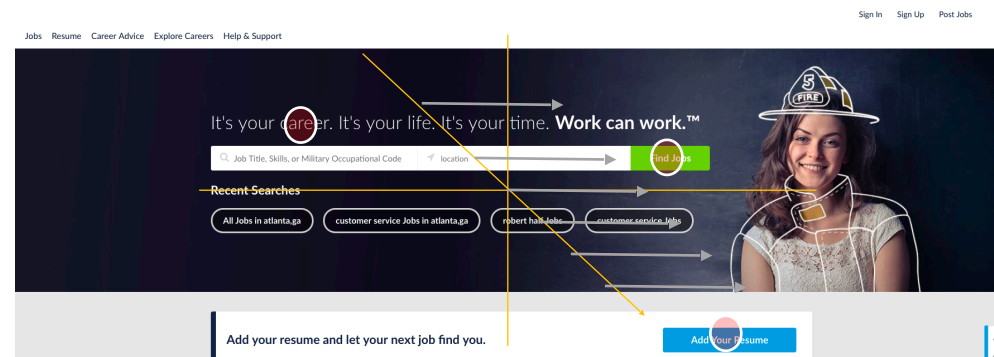 Sign In Sign Up Post Jobs
Jobs Resume Career Advice Explore Careers Help & Support
5
FIRE
It's your career. It's your life. It's your time. Work can work.™
Job Title, Skills, or Military Occupational Code location Find Jobs
Recent Searches
All Jobs in atlanta,ga customer service Jobs in atlanta,ga robert half Jobs customer service Jobs
Add your resume and let your next job find you. Add Your Resume